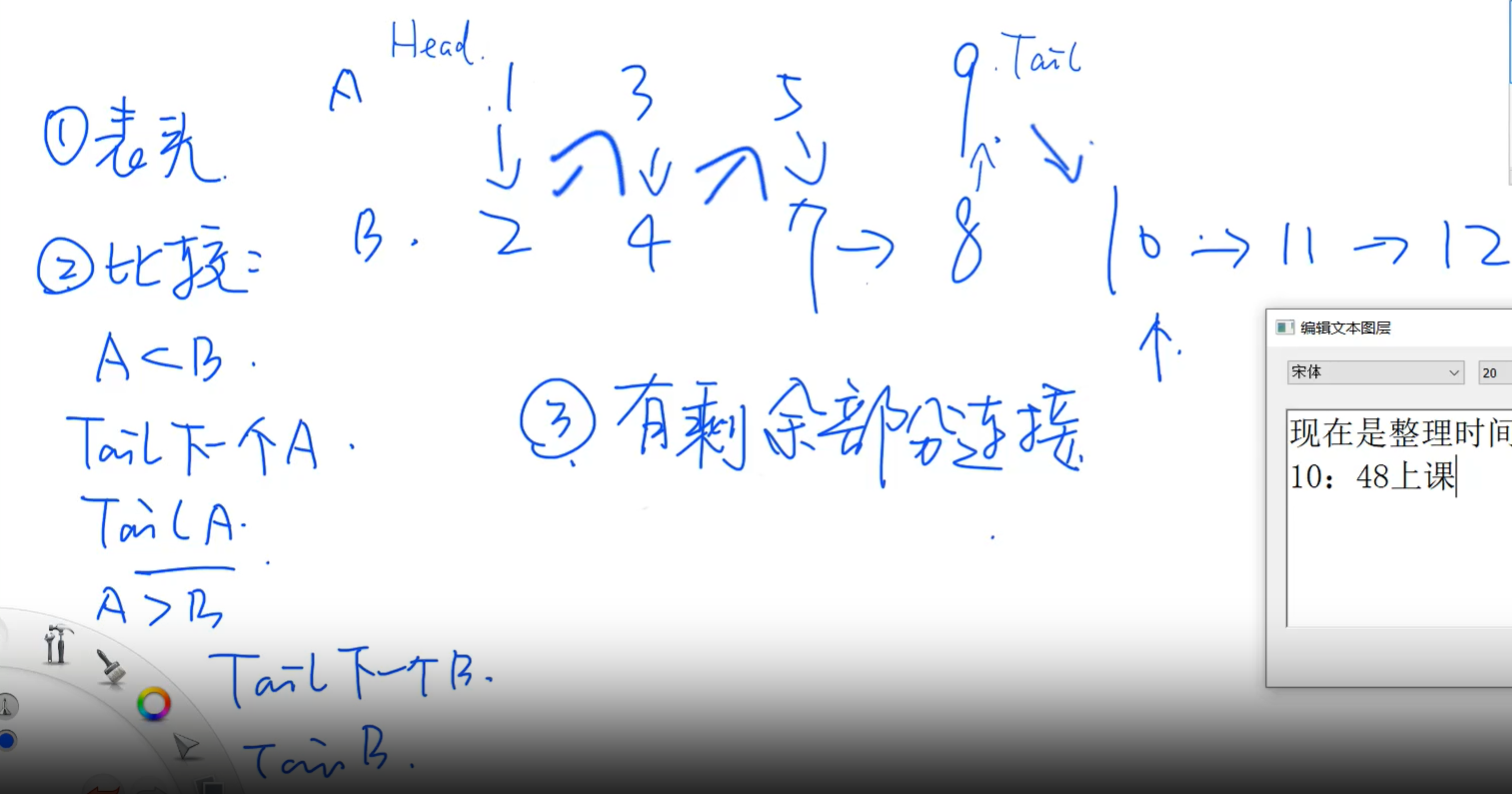 Head.
A 1 3 5 9 . Tail
①表头.
B . 2 4 7 → 8 10 → 11 → 12
②比较:
A<B .
③有剩余部分连接
Tail下一个A .
Tail A.
A>B
Tail下一个B.
Tail B.
编辑文本图层
宋体 20
现在是整理时间
10：48上课